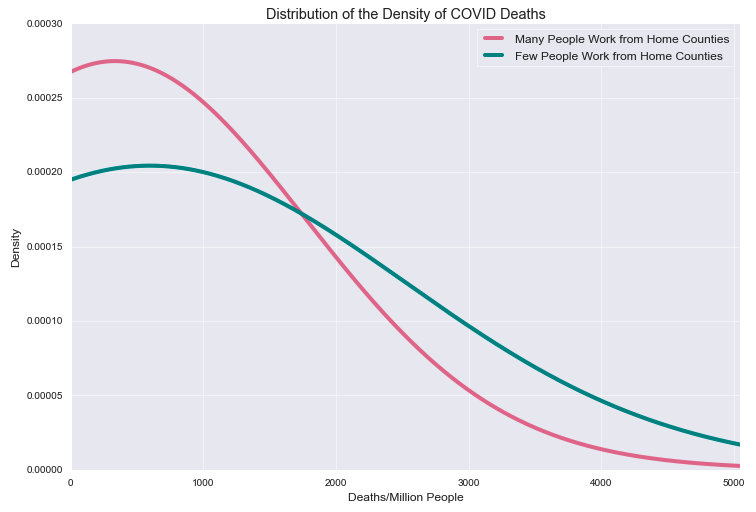 Distribution of the Density of COVID Deaths
Many People Work from Home Counties
Few People Work from Home Counties
0.00030
0.00025
0.00020
0.00015
0.00010
0.00005
0.00000
Density
0 1000 2000 3000 4000 5000
Deaths/Million People